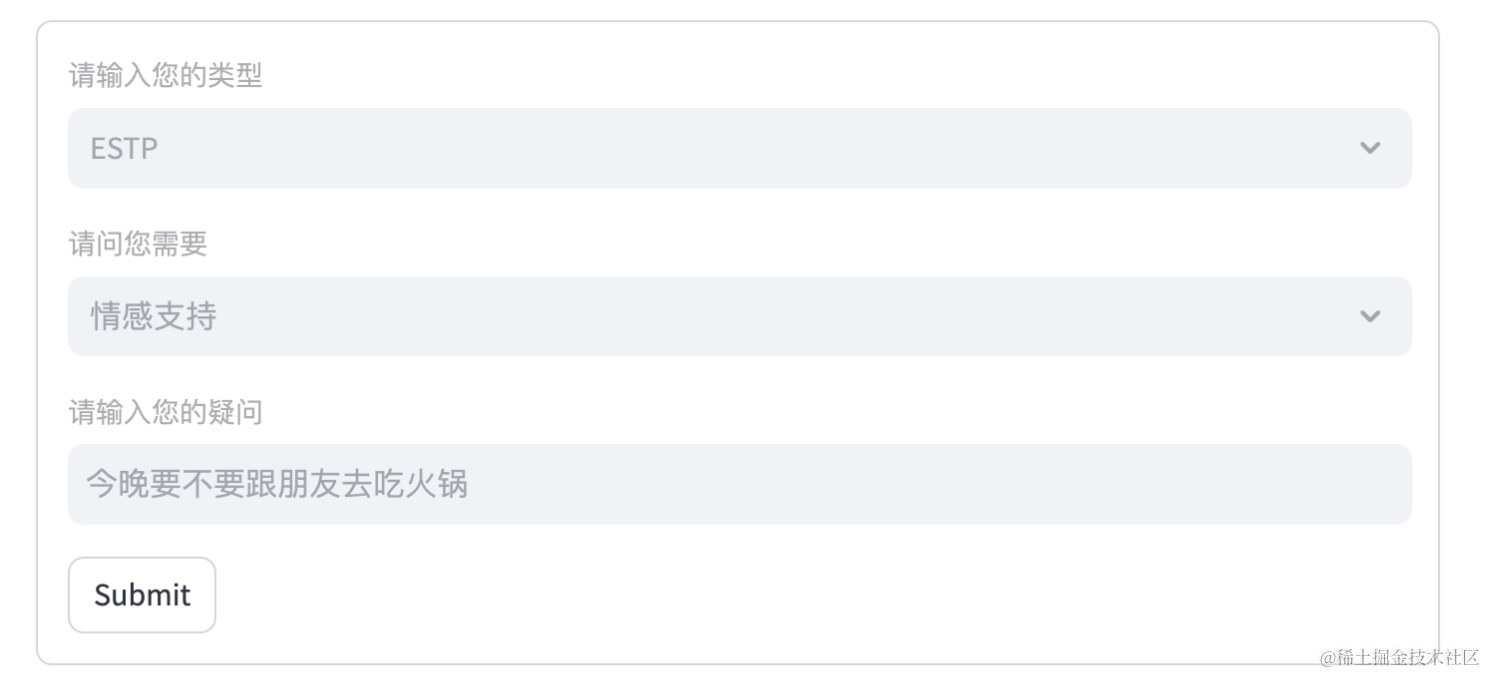 请输入您的类型
ESTP
请问您需要
情感支持
请输入您的疑问
今晚要不要跟朋友去吃火锅
Submit
@稀土掘金技术社区